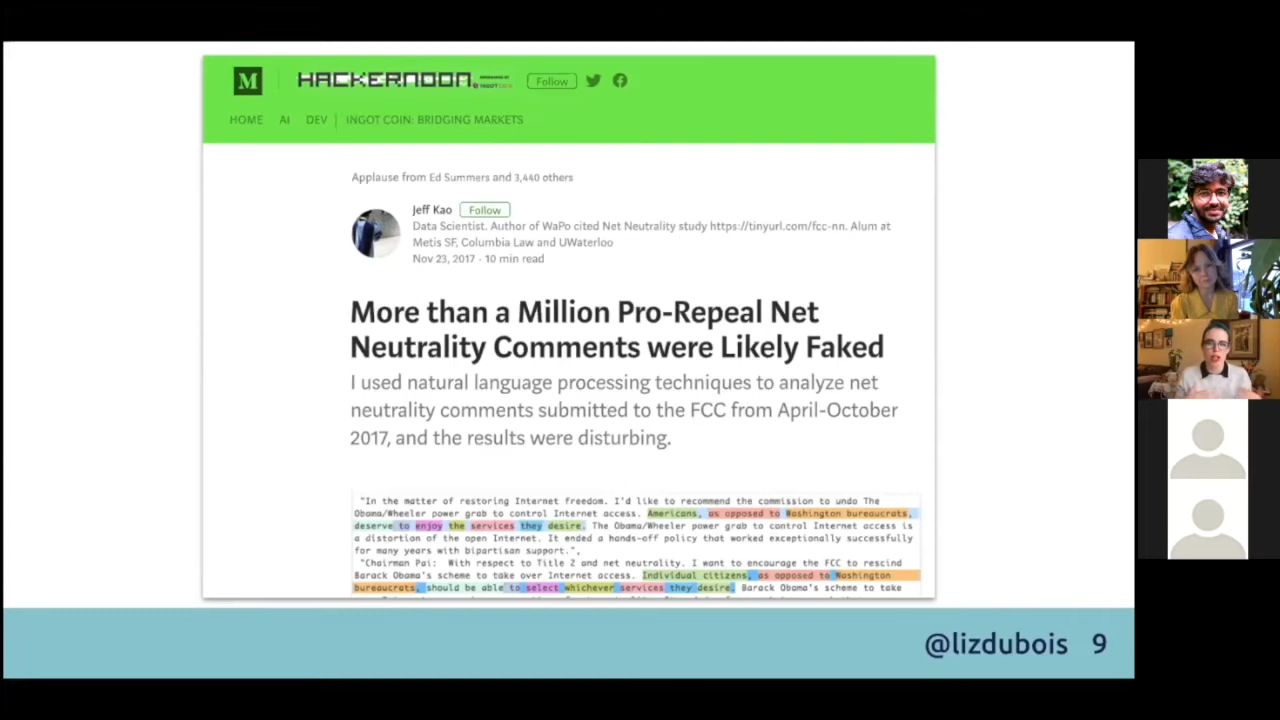 M HACKERNOON Follow
HOME AI DEV INGOT COIN: BRIDGING MARKETS
Applause from Ed Summers and 3,440 others
Jeff Kao Follow
Data Scientist. Author of WaPo cited Net Neutrality study https://tinyurl.com/fcc-nn. Alum at
Metis SF, Columbia Law and UWaterloo
Nov 23, 2017 · 10 min read
More than a Million Pro-Repeal Net
Neutrality Comments were Likely Faked
I used natural language processing techniques to analyze net
neutrality comments submitted to the FCC from April-October
2017, and the results were disturbing.
"In the matter of restoring Internet freedom. I'd like to recommend the commission to undo The
Obama/Wheeler power grab to control Internet access. Americans, as opposed to Washington bureaucrats,
deserve to enjoy the services they desire. The Obama/Wheeler power grab to control Internet access is
a distortion of the open Internet. It ended a hands-off policy that worked exceptionally successfully
for many years with bipartisan support.",
"Chairman Pai: With respect to Title 2 and net neutrality. I want to encourage the FCC to rescind
Barack Obama's scheme to take over Internet access. Individual citizens, as opposed to Washington
bureaucrats, should be able to select whichever services they desire. Barack Obama's scheme to take
@lizdubois 9